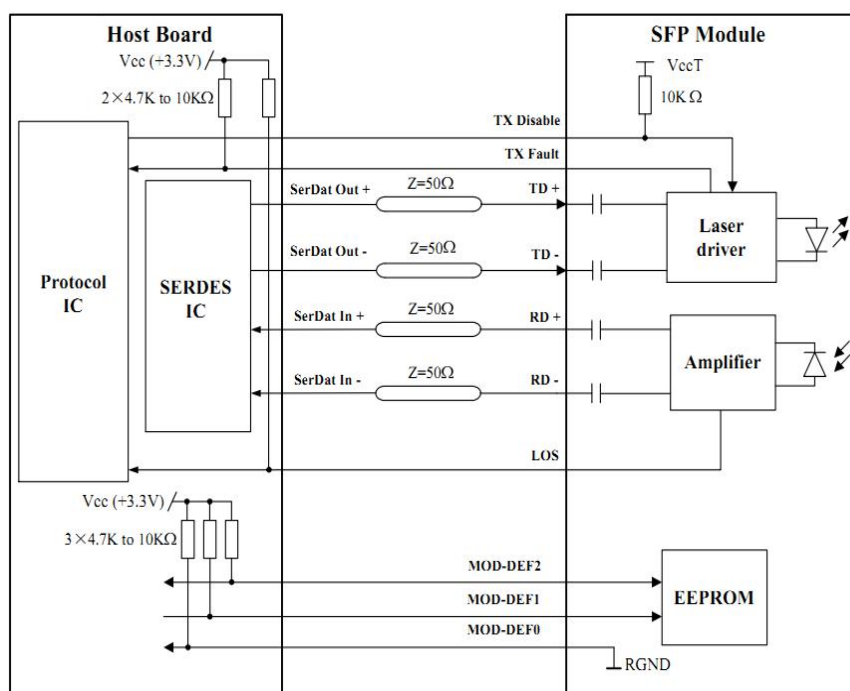 Host Board
SFP Module
Vcc (+3.3V)
VccT
2×4.7K to 10KΩ
10K Ω
TX Disable
TX Fault
SerDat Out +
Z=50Ω
TD +
Laser
driver
SerDat Out -
Z=50Ω
TD -
Protocol
IC
SERDES
IC
SerDat In +
Z=50Ω
RD +
Amplifier
SerDat In -
Z=50Ω
RD -
LOS
Vcc (+3.3V)
3×4.7K to 10KΩ
MOD-DEF2
MOD-DEF1
EEPROM
MOD-DEF0
RGND